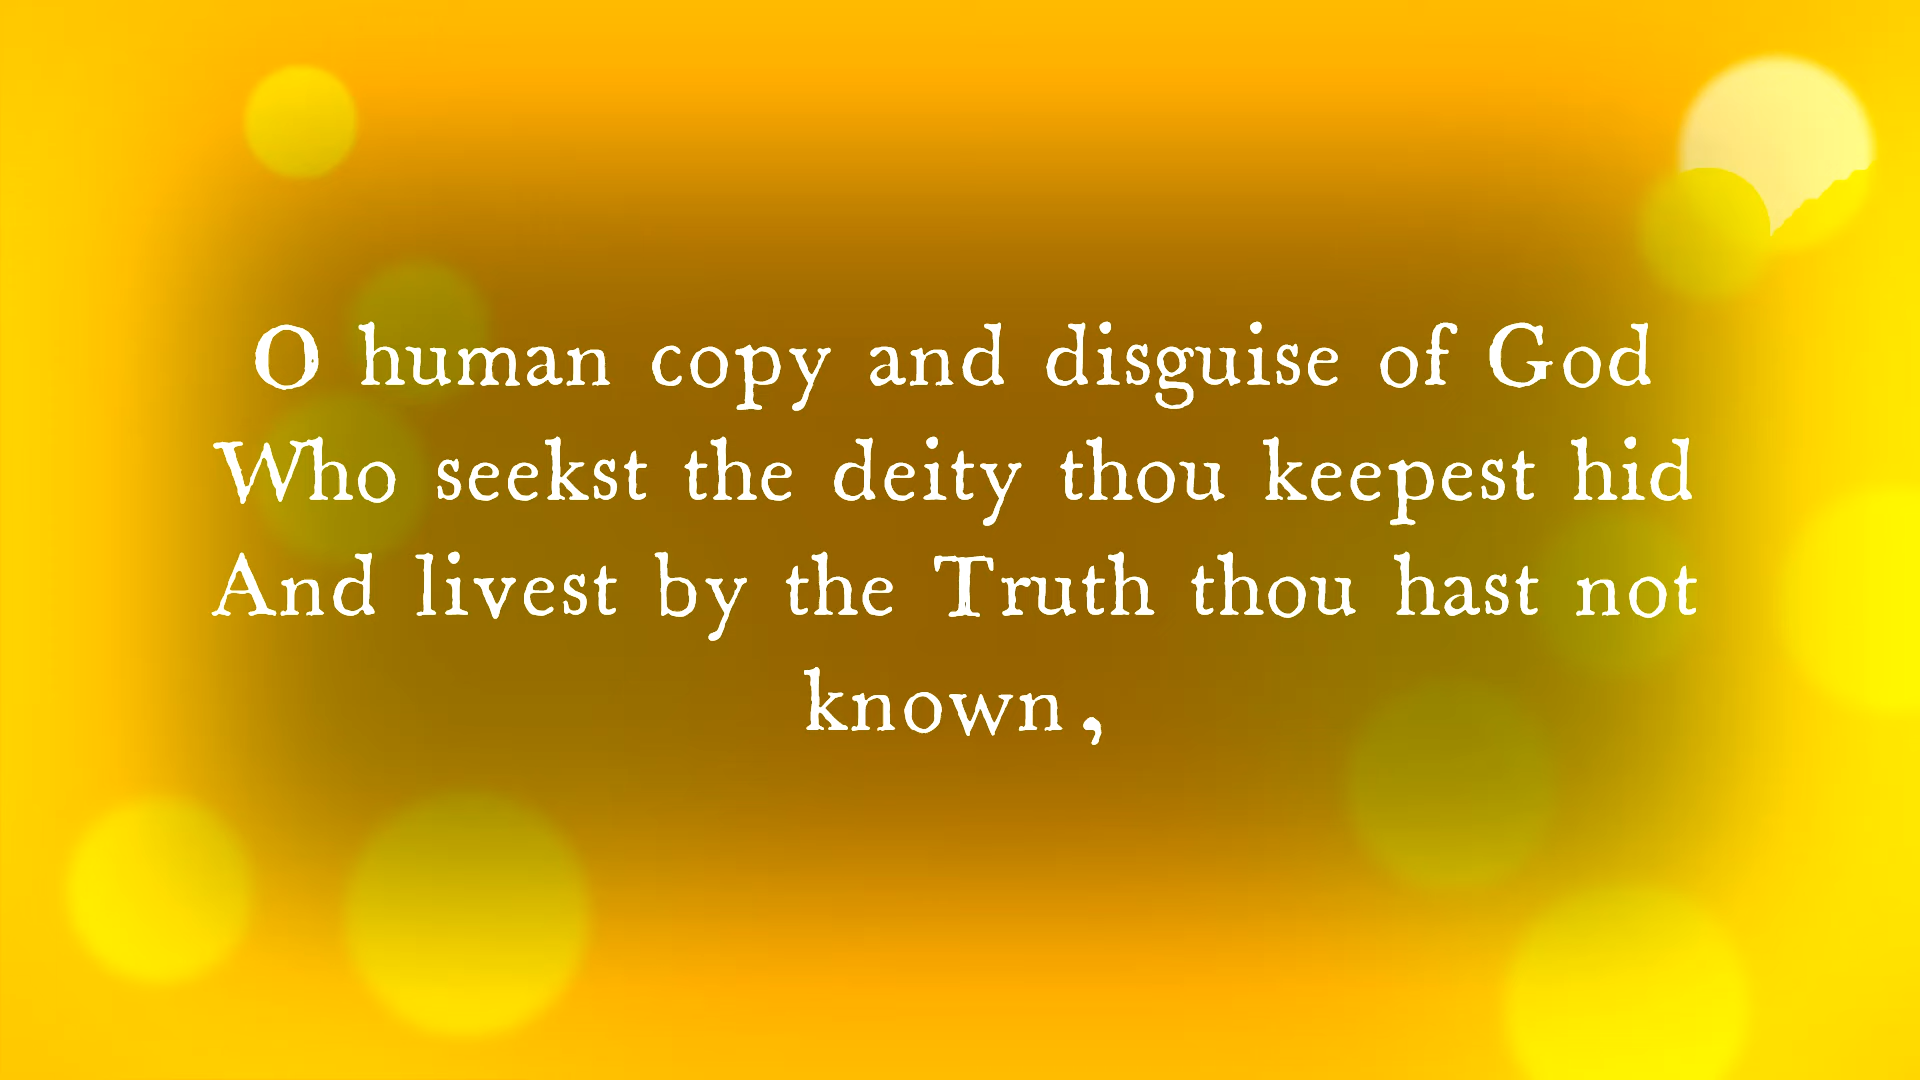 O human copy and disguise of God
Who seekst the deity thou keepest hid
And livest by the Truth thou hast not
known,